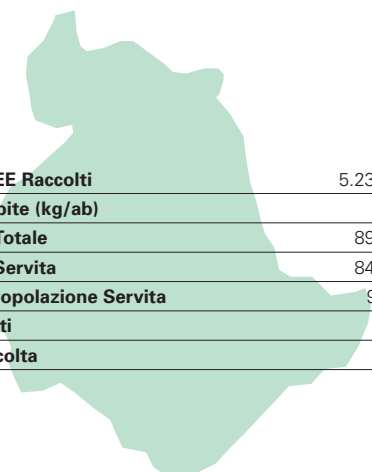 EE Raccolti 5.23
pite (kg/ab)
Totale 89
Servita 84
opolazione Servita 9
ti
colta